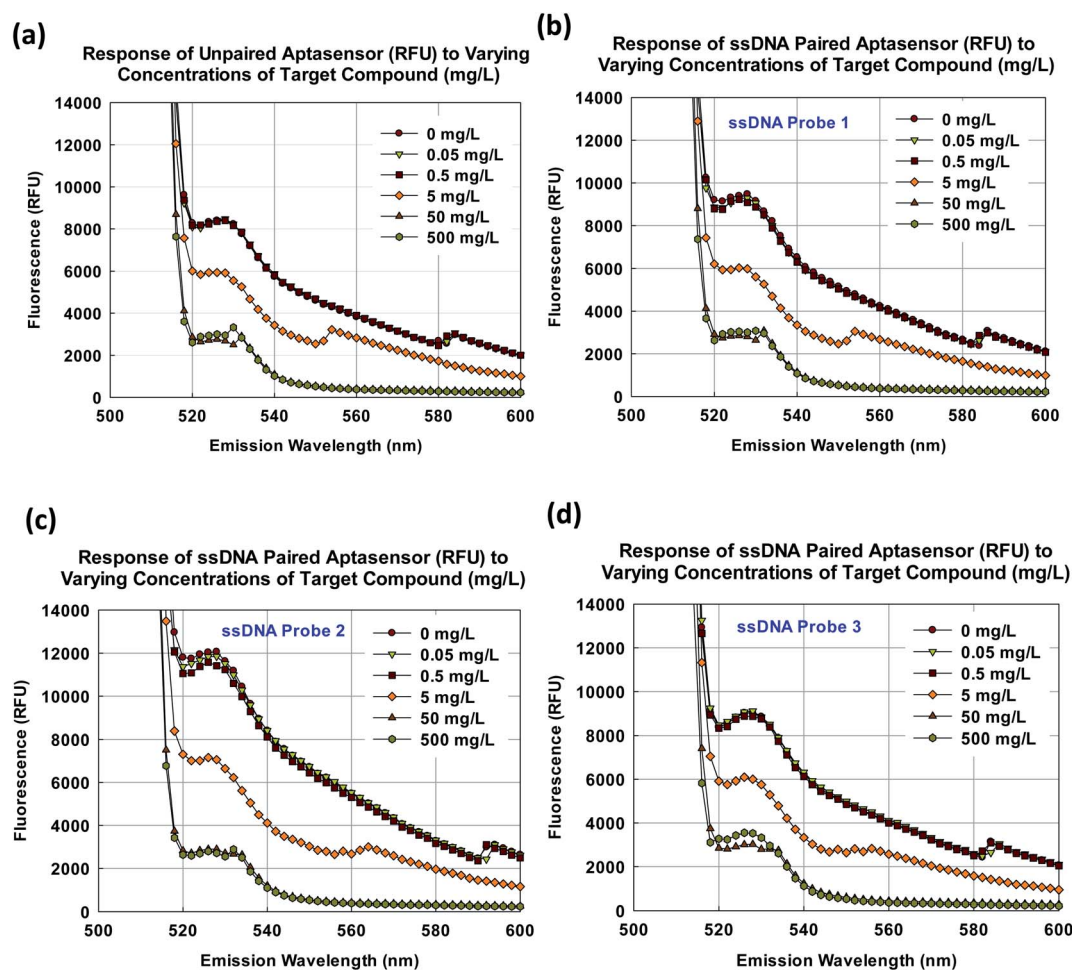 (a)
Response of Unpaired Aptasensor (RFU) to Varying
Concentrations of Target Compound (mg/L)
14000
12000
10000
8000
6000
4000
2000
0
Fluorescence (RFU)
0 mg/L
0.05 mg/L
0.5 mg/L
5 mg/L
50 mg/L
500 mg/L
500 520 540 560 580 600
Emission Wavelength (nm)
(b)
Response of ssDNA Paired Aptasensor (RFU) to
Varying Concentrations of Target Compound (mg/L)
14000
12000
10000
8000
6000
4000
2000
0
Fluorescence (RFU)
ssDNA Probe 1
0 mg/L
0.05 mg/L
0.5 mg/L
5 mg/L
50 mg/L
500 mg/L
500 520 540 560 580 600
Emission Wavelength (nm)
(c)
Response of ssDNA Paired Aptasensor (RFU) to
Varying Concentrations of Target Compound (mg/L)
14000
12000
10000
8000
6000
4000
2000
0
Fluorescence (RFU)
ssDNA Probe 2
0 mg/L
0.05 mg/L
0.5 mg/L
5 mg/L
50 mg/L
500 mg/L
500 520 540 560 580 600
Emission Wavelength (nm)
(d)
Response of ssDNA Paired Aptasensor (RFU) to
Varying Concentrations of Target Compound (mg/L)
14000
12000
10000
8000
6000
4000
2000
0
Fluorescence (RFU)
ssDNA Probe 3
0 mg/L
0.05 mg/L
0.5 mg/L
5 mg/L
50 mg/L
500 mg/L
500 520 540 560 580 600
Emission Wavelength (nm)